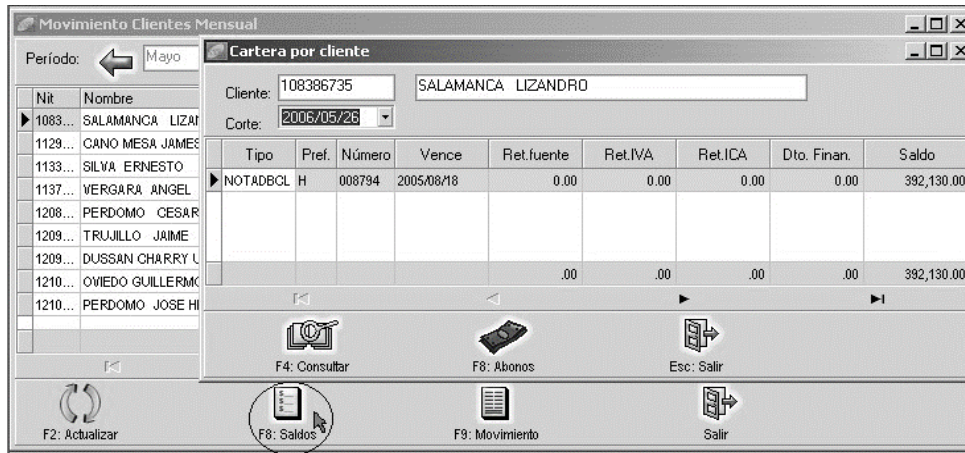 Movimiento Clientes Mensual
Período: Mayo
Nit Nombre
1083... SALAMANCA LIZAI
1129... CANO MESA JAMES
1133... SILVA ERNESTO
1137... VERGARA ANGEL
1208... PERDOMO CESAR
1209... TRUJILLO JAIME
1209... DUSSAN CHARRY U
1210... OVIEDO GUILLERMO
1210... PERDOMO JOSE HI
Cartera por cliente
Cliente: 108386735 SALAMANCA LIZANDRO
Corte: 2006/05/26
Tipo Pref. Número Vence Ret.fuente Ret.IVA Ret.ICA Dto. Finan. Saldo
NOTADBCL H 008794 2005/08/18 0.00 0.00 0.00 0.00 392,130.00
.00 .00 .00 .00 392,130.00
F4: Consultar F8: Abonos Esc: Salir
F2: Actualizar F8: Saldos F9: Movimiento Salir